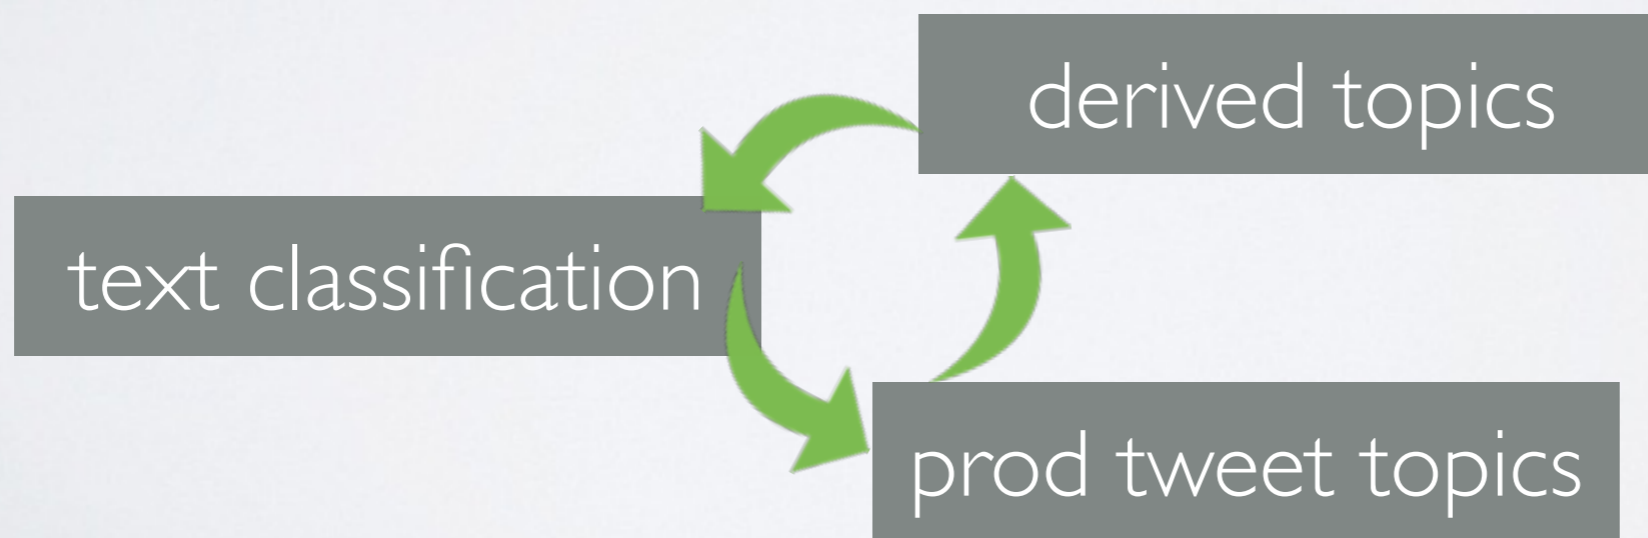 derived topics
text classification
prod tweet topics